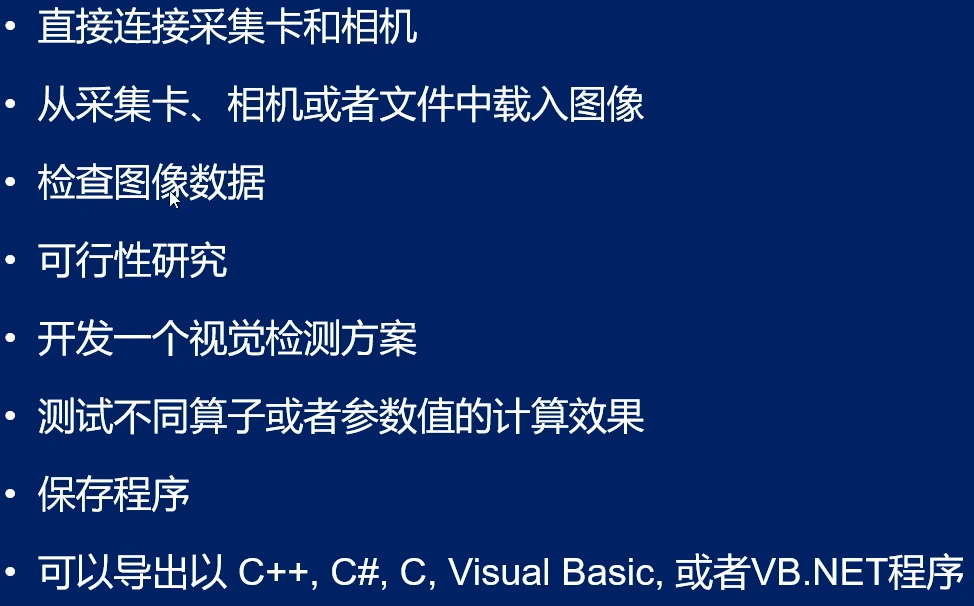 • 直接连接采集卡和相机
• 从采集卡、相机或者文件中载入图像
• 检查图像数据
• 可行性研究
• 开发一个视觉检测方案
• 测试不同算子或者参数值的计算效果
• 保存程序
• 可以导出以 C++, C#, C, Visual Basic, 或者VB.NET程序